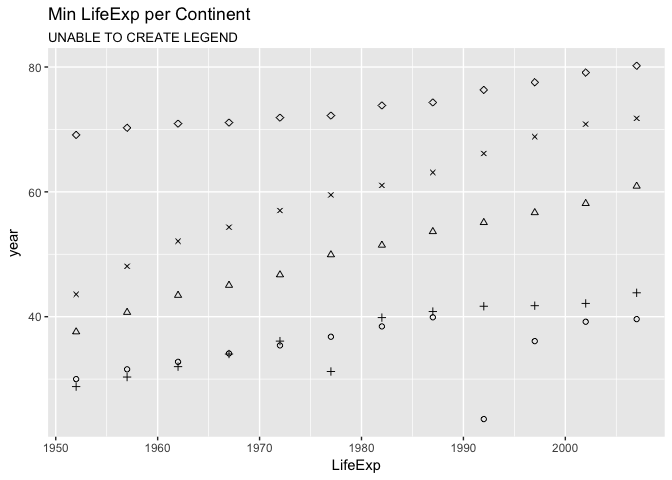 Min LifeExp per Continent
UNABLE TO CREATE LEGEND
80
60
40
year
1950 1960 1970 1980 1990 2000
LifeExp